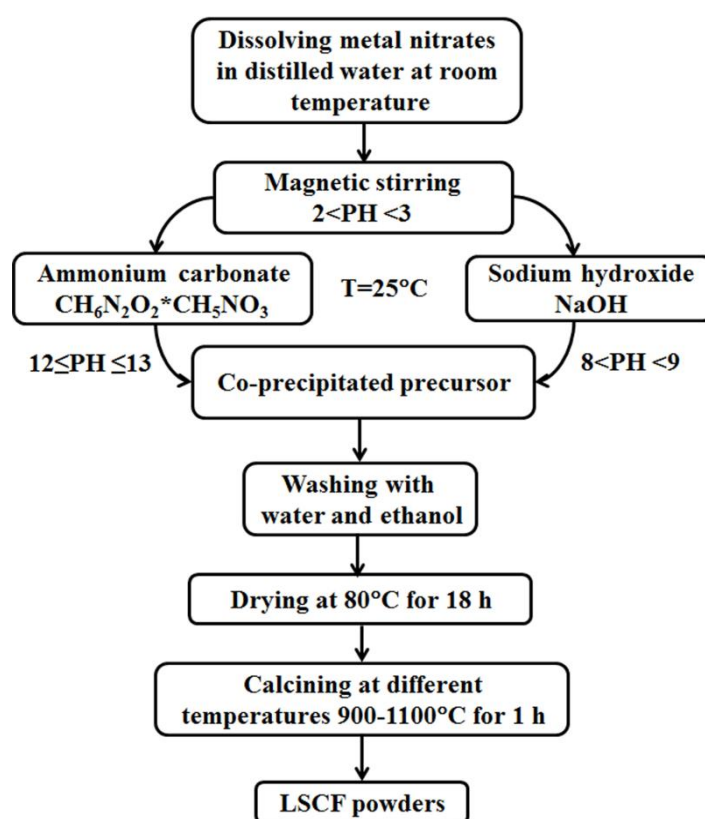 Dissolving metal nitrates
in distilled water at room
temperature
Magnetic stirring
2<PH <3
Ammonium carbonate
CH₆N₂O₂*CH₅NO₃
T=25°C
Sodium hydroxide
NaOH
12≤PH ≤13
8<PH <9
Co-precipitated precursor
Washing with
water and ethanol
Drying at 80°C for 18 h
Calcining at different
temperatures 900-1100°C for 1 h
LSCF powders